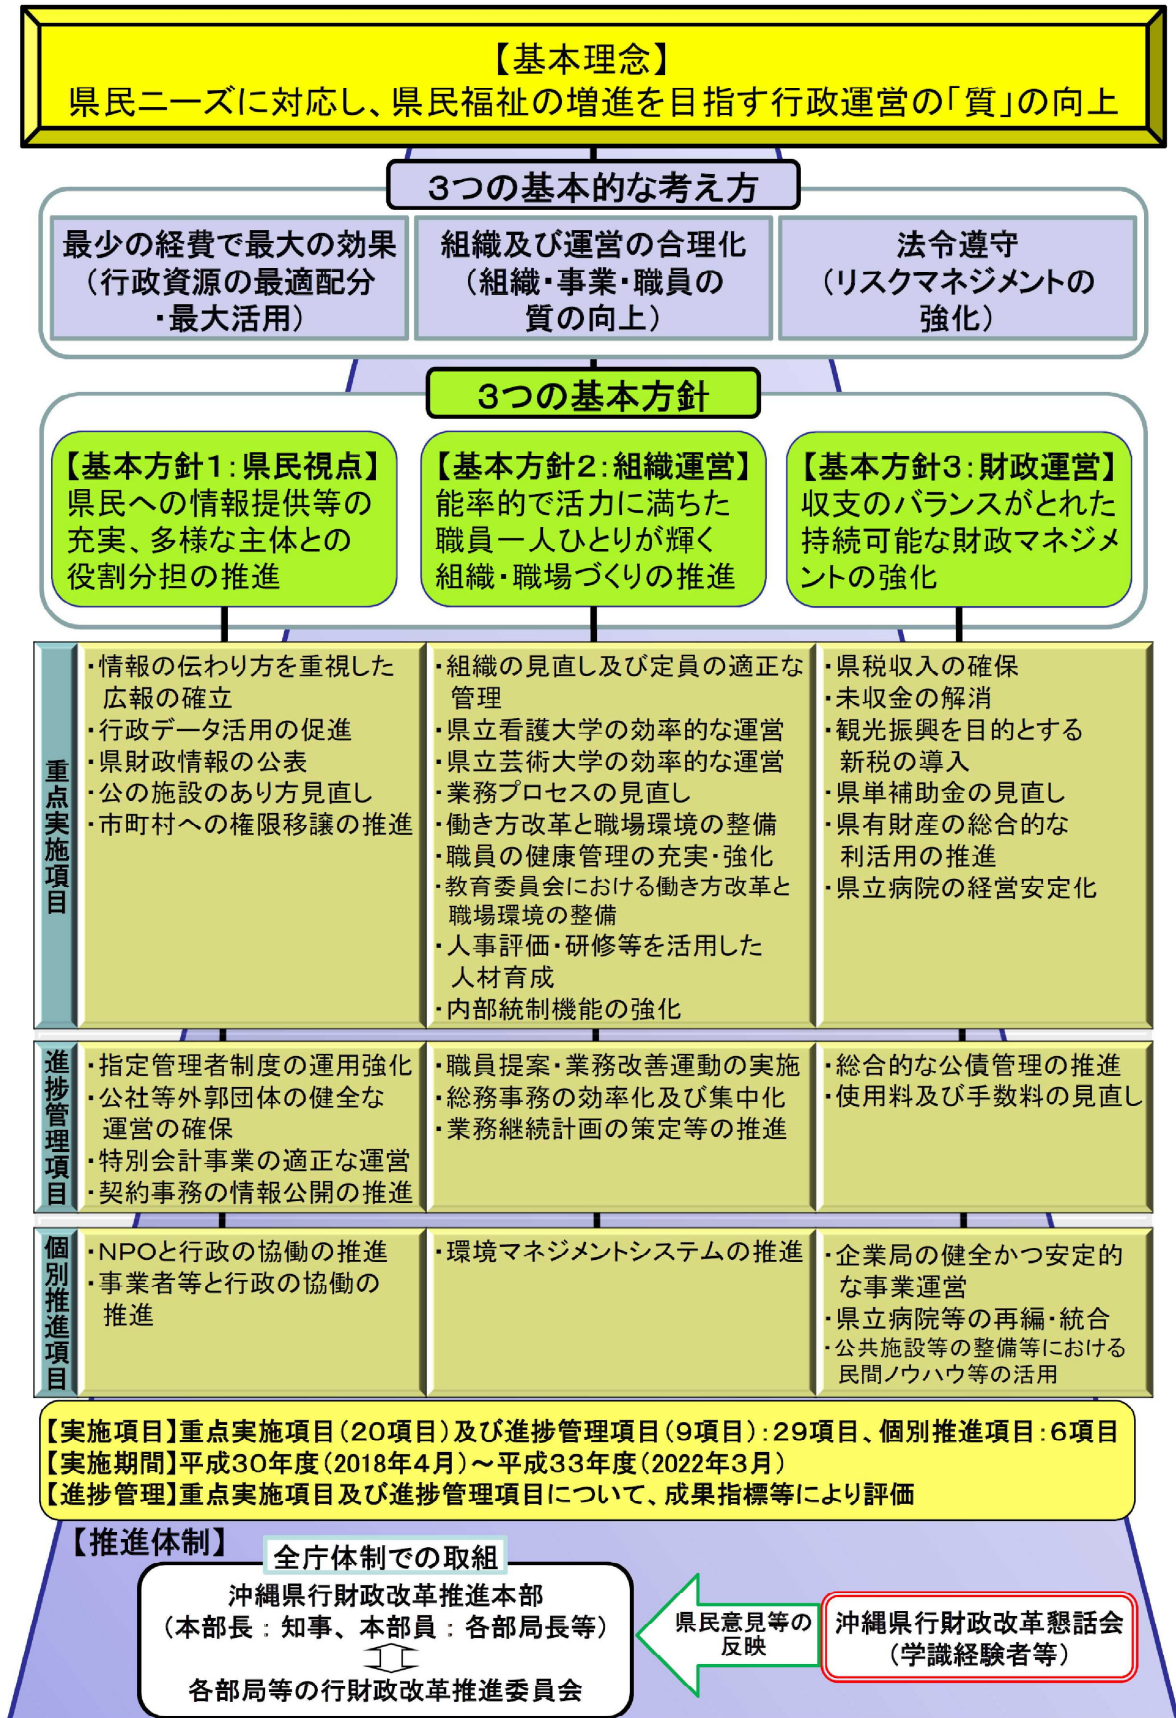 【基本理念】
県民ニーズに対応し、県民福祉の増進を目指す行政運営の「質」の向上
3つの基本的な考え方
最少の経費で最大の効果
（行政資源の最適配分
・最大活用）
組織及び運営の合理化
（組織・事業・職員の
質の向上）
法令遵守
（リスクマネジメントの
強化）
3つの基本方針
【基本方針1：県民視点】
県民への情報提供等の
充実、多様な主体との
役割分担の推進
【基本方針2：組織運営】
能率的で活力に満ちた
職員一人ひとりが輝く
組織・職場づくりの推進
【基本方針3：財政運営】
収支のバランスがとれた
持続可能な財政マネジメ
ントの強化
重点実施項目
・情報の伝わり方を重視した
広報の確立
・行政データ活用の促進
・県財政情報の公表
・公の施設のあり方見直し
・市町村への権限移譲の推進
・組織の見直し及び定員の適正な
管理
・県立看護大学の効率的な運営
・県立芸術大学の効率的な運営
・業務プロセスの見直し
・働き方改革と職場環境の整備
・職員の健康管理の充実・強化
・教育委員会における働き方改革と
職場環境の整備
・人事評価・研修等を活用した
人材育成
・内部統制機能の強化
・県税収入の確保
・未収金の解消
・観光振興を目的とする
新税の導入
・県単補助金の見直し
・県有財産の総合的な
利活用の推進
・県立病院の経営安定化
進捗管理項目
・指定管理者制度の運用強化
・公社等外郭団体の健全な
運営の確保
・特別会計事業の適正な運営
・契約事務の情報公開の推進
・職員提案・業務改善運動の実施
・総務事務の効率化及び集中化
・業務継続計画の策定等の推進
・総合的な公債管理の推進
・使用料及び手数料の見直し
個別推進項目
・NPOと行政の協働の推進
・事業者等と行政の協働の
推進
・環境マネジメントシステムの推進
・企業局の健全かつ安定的
な事業運営
・県立病院等の再編・統合
・公共施設等の整備等における
民間ノウハウ等の活用
【実施項目】重点実施項目（20項目）及び進捗管理項目（9項目）：29項目、個別推進項目：6項目
【実施期間】平成30年度（2018年4月）～平成33年度（2022年3月）
【進捗管理】重点実施項目及び進捗管理項目について、成果指標等により評価
【推進体制】
全庁体制での取組
沖縄県行財政改革推進本部
（本部長：知事、本部員：各部局長等）
各部局等の行財政改革推進委員会
県民意見等の
反映
沖縄県行財政改革懇話会
（学識経験者等）